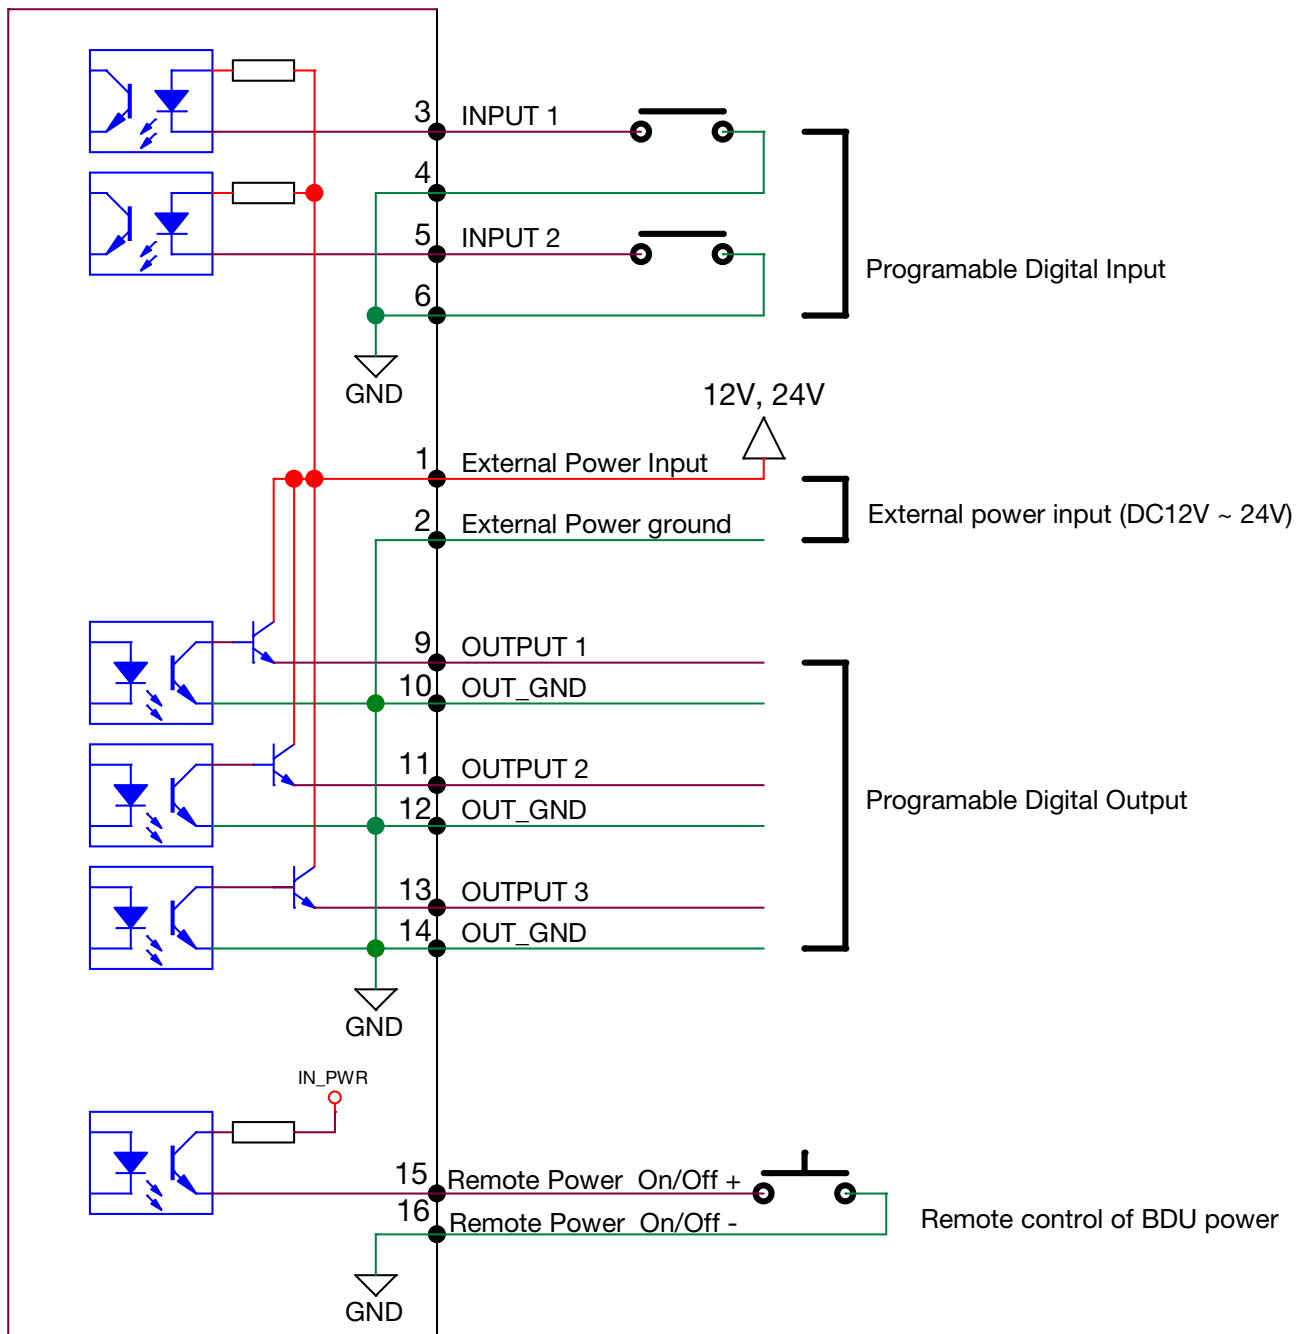 3 INPUT 1
4
5 INPUT 2
Programable Digital Input
6
GND
12V, 24V
1 External Power Input
2 External Power ground
External power input (DC12V ~ 24V)
9 OUTPUT 1
10 OUT_GND
11 OUTPUT 2
12 OUT_GND
Programable Digital Output
13 OUTPUT 3
14 OUT_GND
GND
IN_PWR
15 Remote Power On/Off +
16 Remote Power On/Off -
Remote control of BDU power
GND